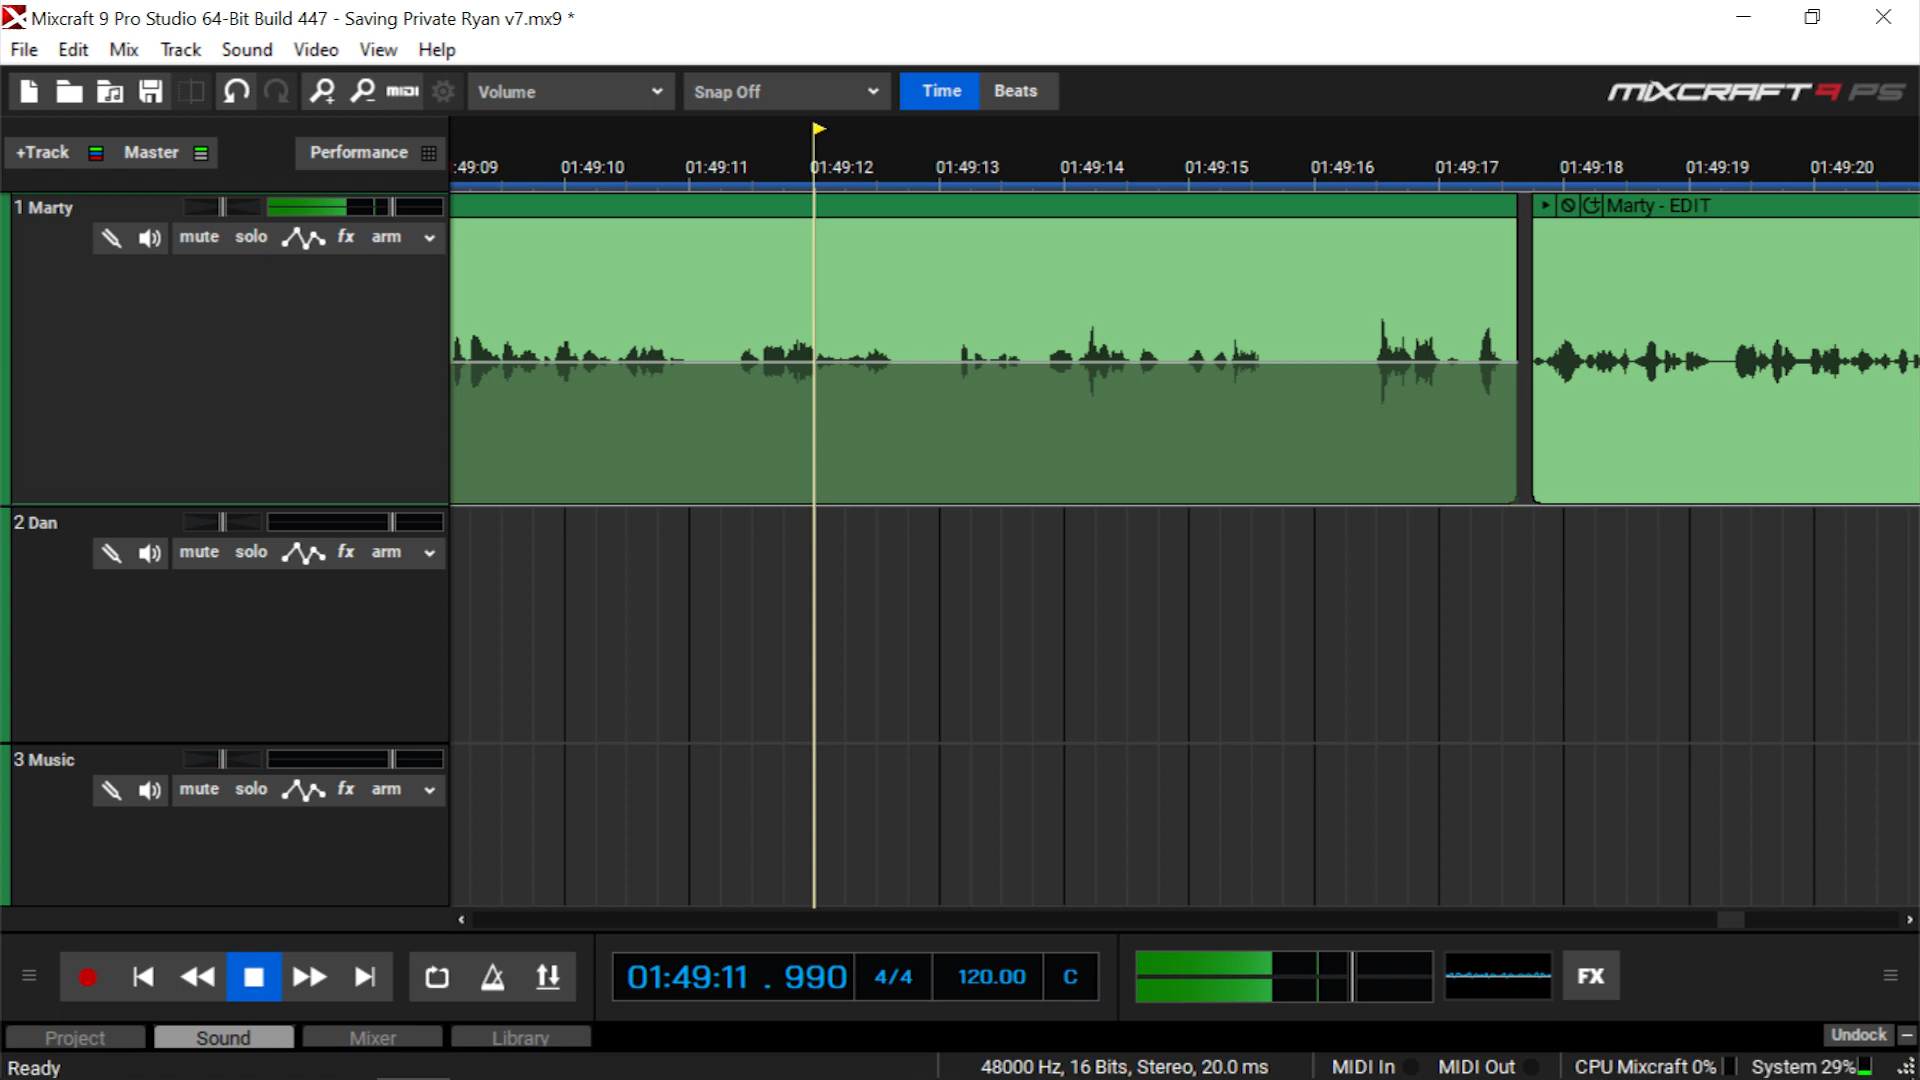 Mixcraft 9 Pro Studio 64-Bit Build 447 - Saving Private Ryan v7.mx9 *
File Edit Mix Track Sound Video View Help
MIDI Volume Snap Off Time Beats MIXCRAFT 9 PS
+Track Master Performance
:49:09 01:49:10 01:49:11 01:49:12 01:49:13 01:49:14 01:49:15 01:49:16 01:49:17 01:49:18 01:49:19 01:49:20
1 Marty
Marty - EDIT
mute solo fx arm
2 Dan
mute solo fx arm
3 Music
mute solo fx arm
01:49:11 . 990 4/4 120.00 C FX
Project Sound Mixer Library Undock
Ready 48000 Hz, 16 Bits, Stereo, 20.0 ms MIDI In MIDI Out CPU Mixcraft 0% System 29%